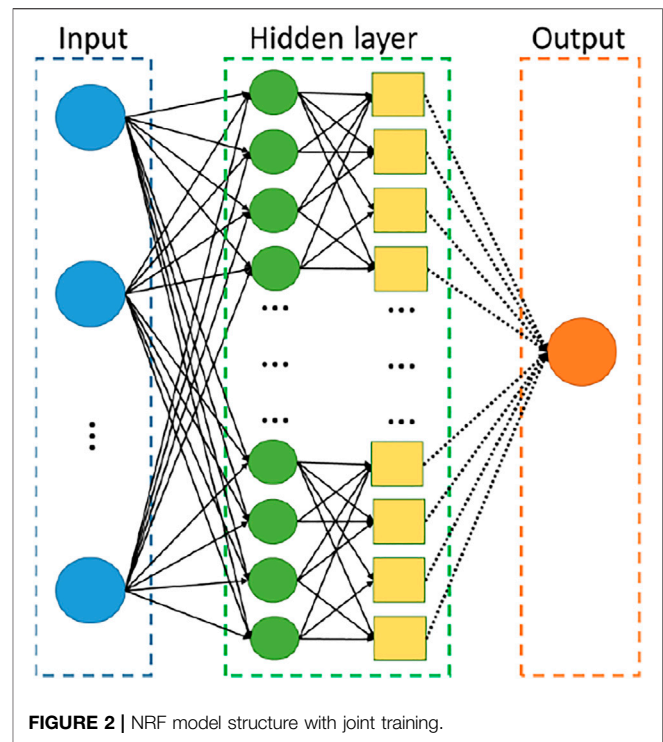 Input Hidden layer Output
...
... ...
... ...
... ...
FIGURE 2 | NRF model structure with joint training.